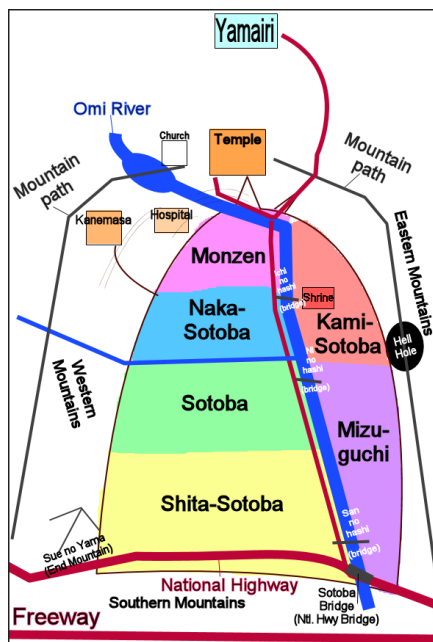 Yamairi
Omi River
Church
Temple
Mountain
path
Mountain
path
Kanemasa
Hospital
Eastern Mountains
Monzen
Ichi
no
hashi
(bridge)
Shrine
Naka-
Sotoba
Kami-
Sotoba
Hell
Hole
Ni
no
hashi
(bridge)
Western
Mountains
Sotoba
Mizu-
guchi
Shita-Sotoba
San
no
hashi
(bridge)
Sue no Yama
(End Mountain)
National Highway
Southern Mountains
Sotoba
Bridge
(Ntl. Hwy Bridge)
Freeway